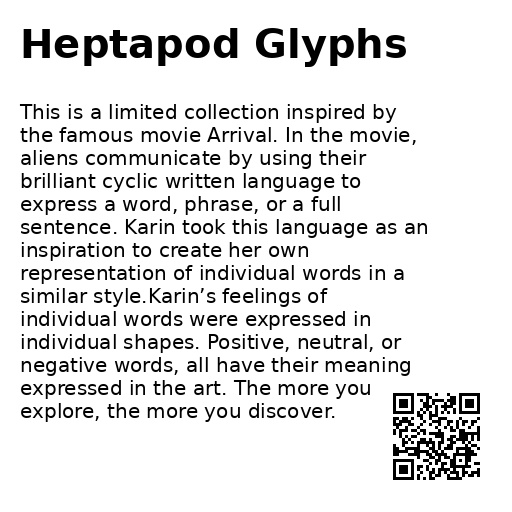 Heptapod Glyphs
This is a limited collection inspired by
the famous movie Arrival. In the movie,
aliens communicate by using their
brilliant cyclic written language to
express a word, phrase, or a full
sentence. Karin took this language as an
inspiration to create her own
representation of individual words in a
similar style.Karin’s feelings of
individual words were expressed in
individual shapes. Positive, neutral, or
negative words, all have their meaning
expressed in the art. The more you
explore, the more you discover.